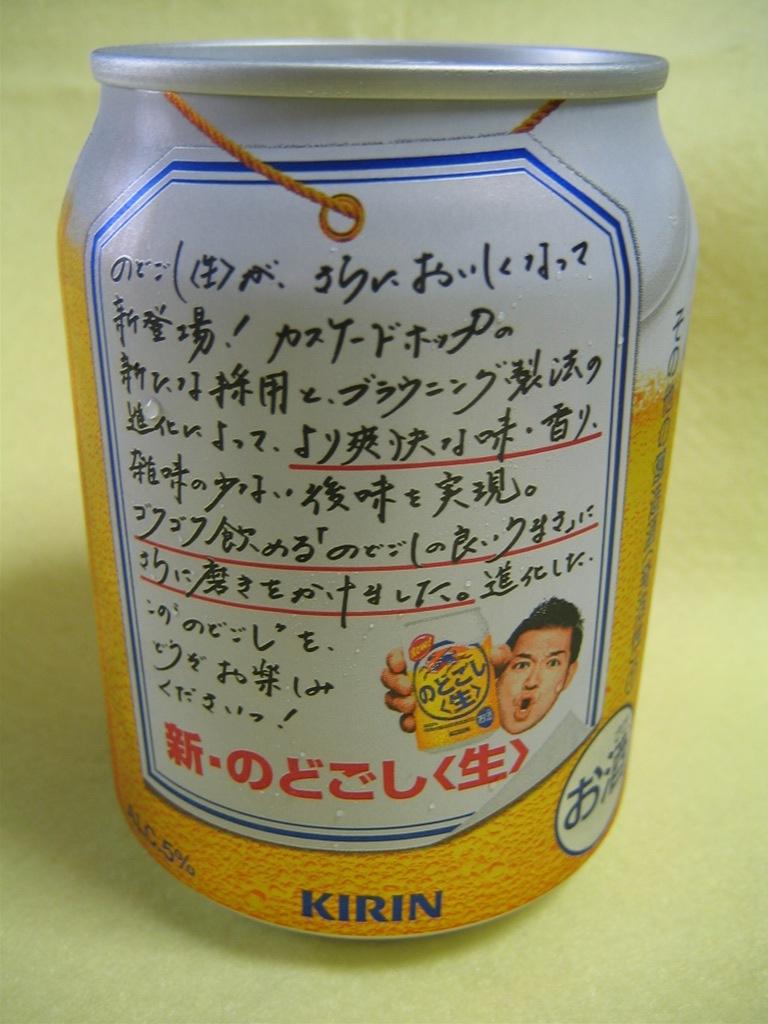 のどごし〈生〉が、さらにおいしくなって
新登場！カスケードホップの
新たな採用と、ブラウニング製法の
進化によって、より爽快な味・香り、
雑味の少ない後味を実現。
ゴクゴク飲める「のどごしの良いウまさ」に
さらに磨きをかけました。進化した、
この"のどごし"を、
どうぞお楽しみ
くださいっ！
NEW!
のどごし
〈生〉
お酒
新・のどごし〈生〉
お酒
ALC.5%
KIRIN